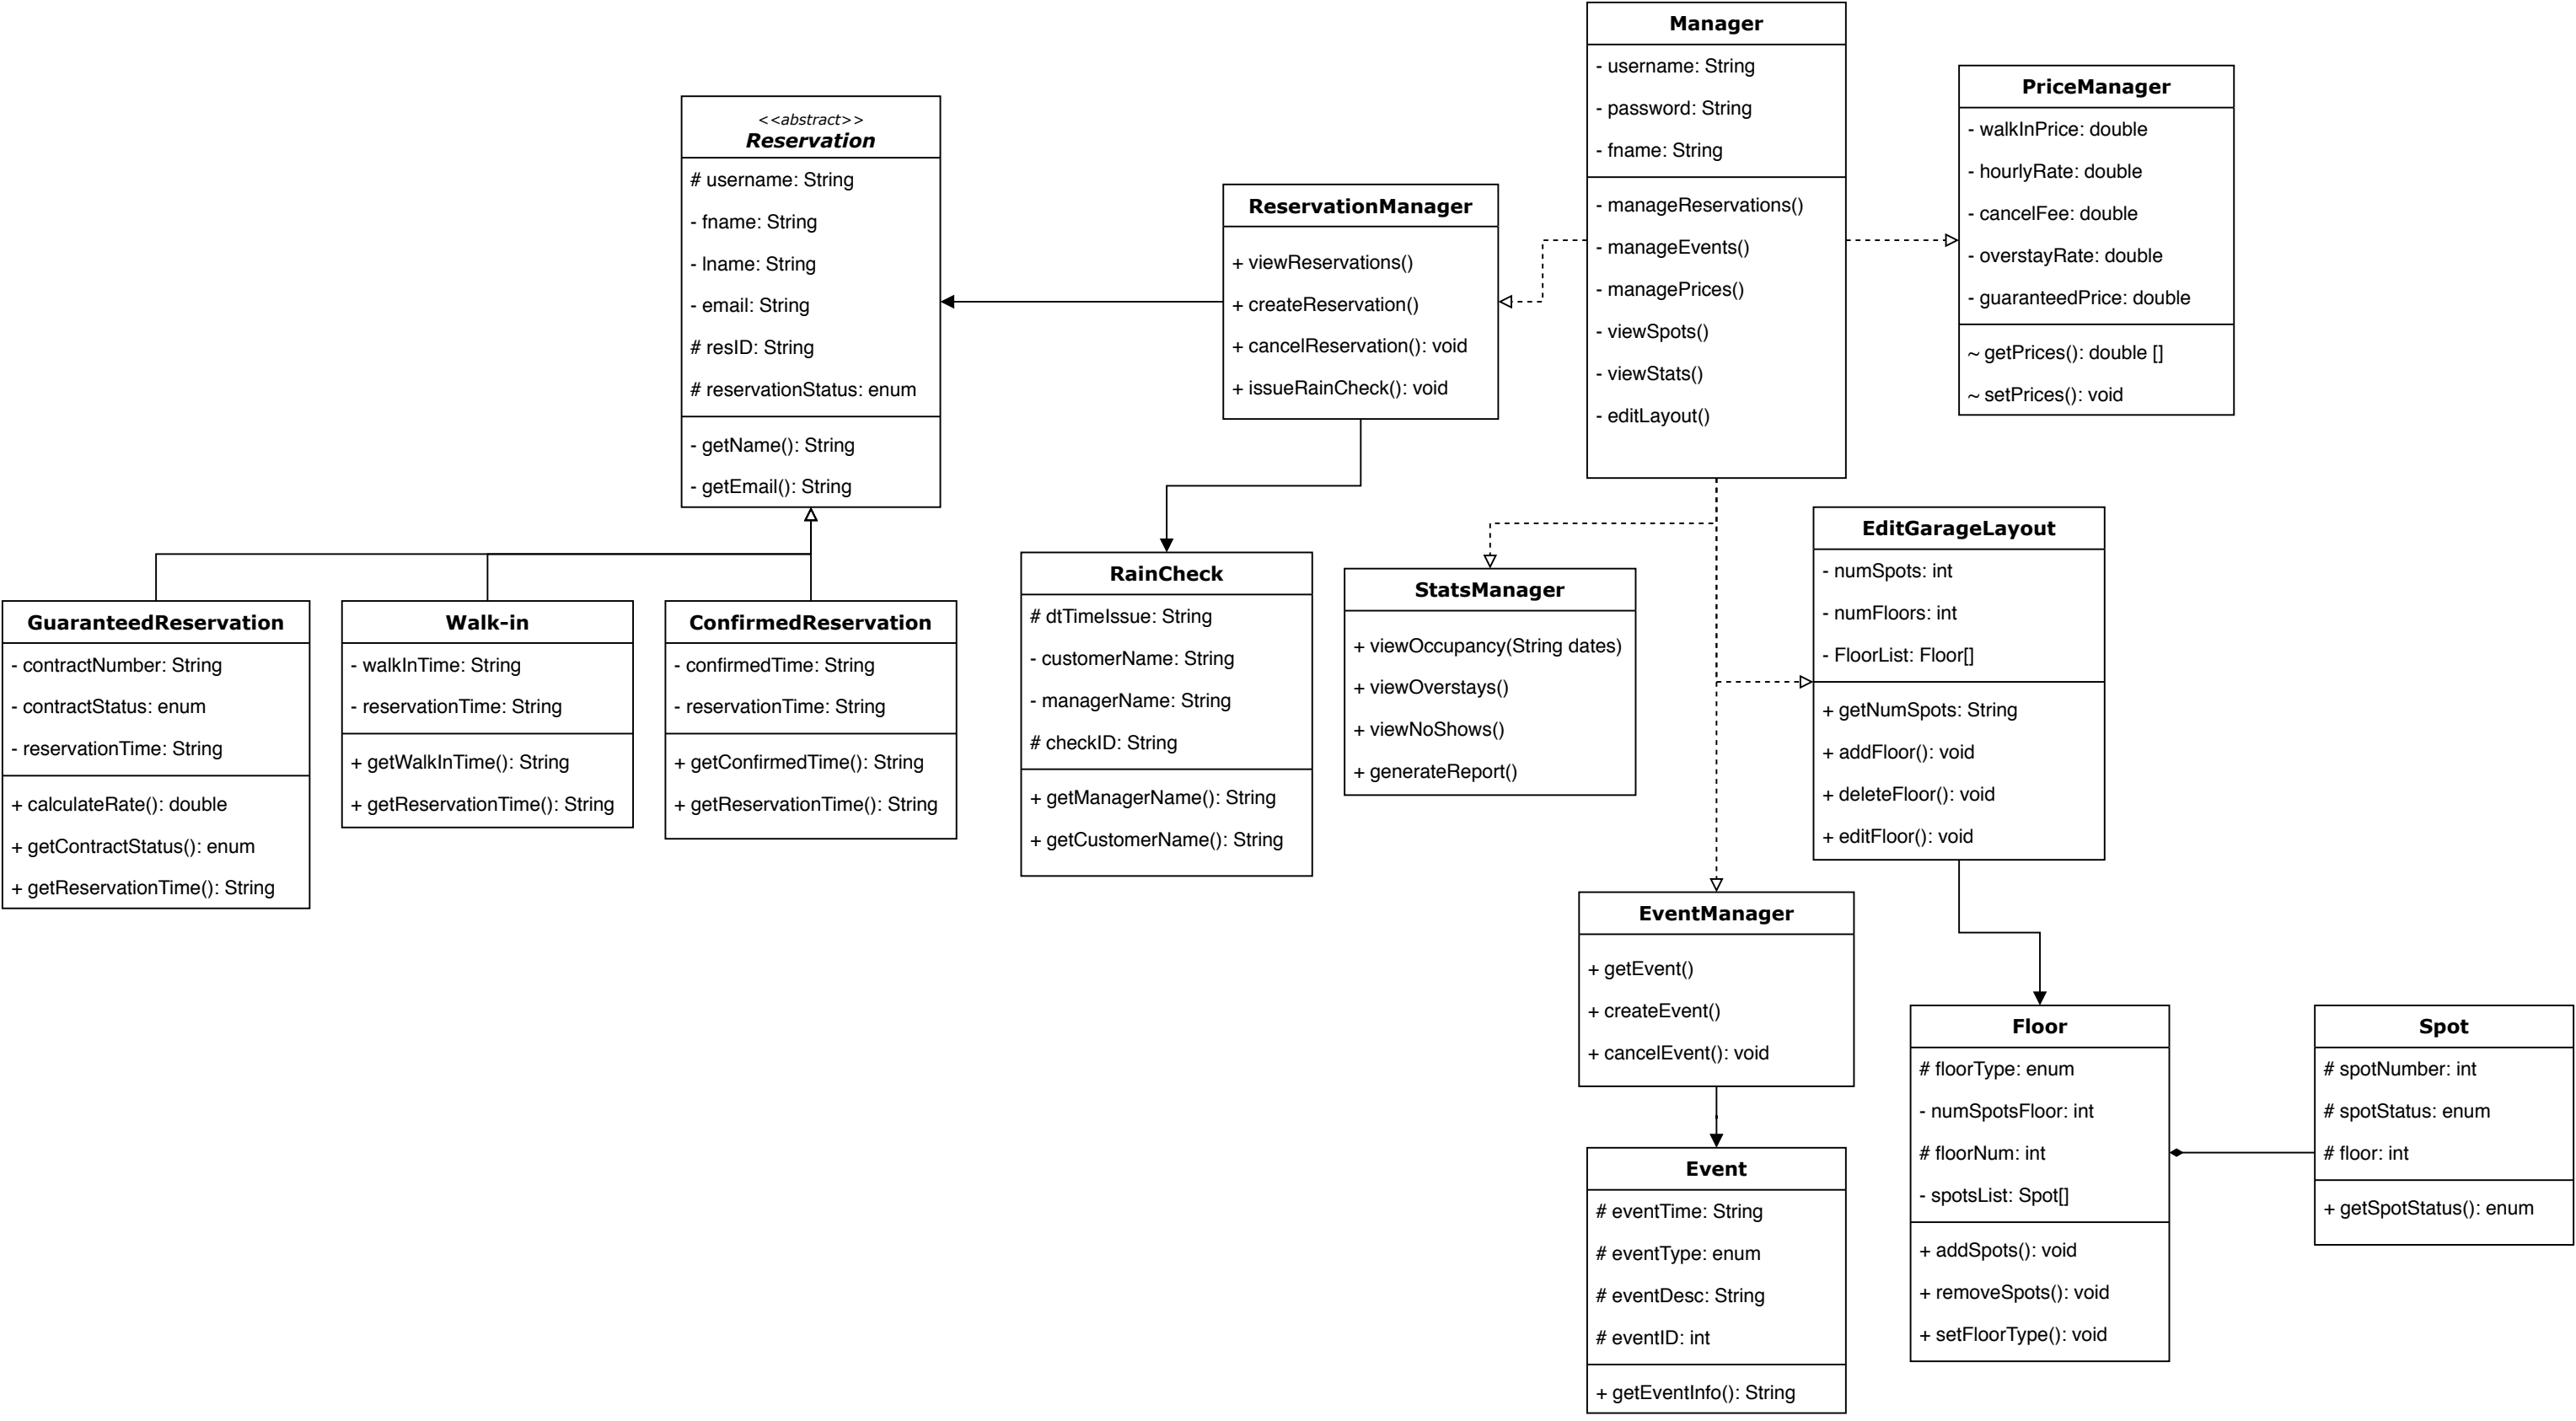 Manager
- username: String
- password: String
- fname: String
- manageReservations()
- manageEvents()
- managePrices()
- viewSpots()
- viewStats()
- editLayout()
PriceManager
- walkInPrice: double
- hourlyRate: double
- cancelFee: double
- overstayRate: double
- guaranteedPrice: double
~ getPrices(): double []
~ setPrices(): void
<<abstract>>
Reservation
# username: String
- fname: String
- lname: String
- email: String
# resID: String
# reservationStatus: enum
- getName(): String
- getEmail(): String
ReservationManager
+ viewReservations()
+ createReservation()
+ cancelReservation(): void
+ issueRainCheck(): void
GuaranteedReservation
- contractNumber: String
- contractStatus: enum
- reservationTime: String
+ calculateRate(): double
+ getContractStatus(): enum
+ getReservationTime(): String
Walk-in
- walkInTime: String
- reservationTime: String
+ getWalkInTime(): String
+ getReservationTime(): String
ConfirmedReservation
- confirmedTime: String
- reservationTime: String
+ getConfirmedTime(): String
+ getReservationTime(): String
RainCheck
# dtTimeIssue: String
- customerName: String
- managerName: String
# checkID: String
+ getManagerName(): String
+ getCustomerName(): String
StatsManager
+ viewOccupancy(String dates)
+ viewOverstays()
+ viewNoShows()
+ generateReport()
EditGarageLayout
- numSpots: int
- numFloors: int
- FloorList: Floor[]
+ getNumSpots: String
+ addFloor(): void
+ deleteFloor(): void
+ editFloor(): void
EventManager
+ getEvent()
+ createEvent()
+ cancelEvent(): void
Event
# eventTime: String
# eventType: enum
# eventDesc: String
# eventID: int
+ getEventInfo(): String
Floor
# floorType: enum
- numSpotsFloor: int
# floorNum: int
- spotsList: Spot[]
+ addSpots(): void
+ removeSpots(): void
+ setFloorType(): void
Spot
# spotNumber: int
# spotStatus: enum
# floor: int
+ getSpotStatus(): enum